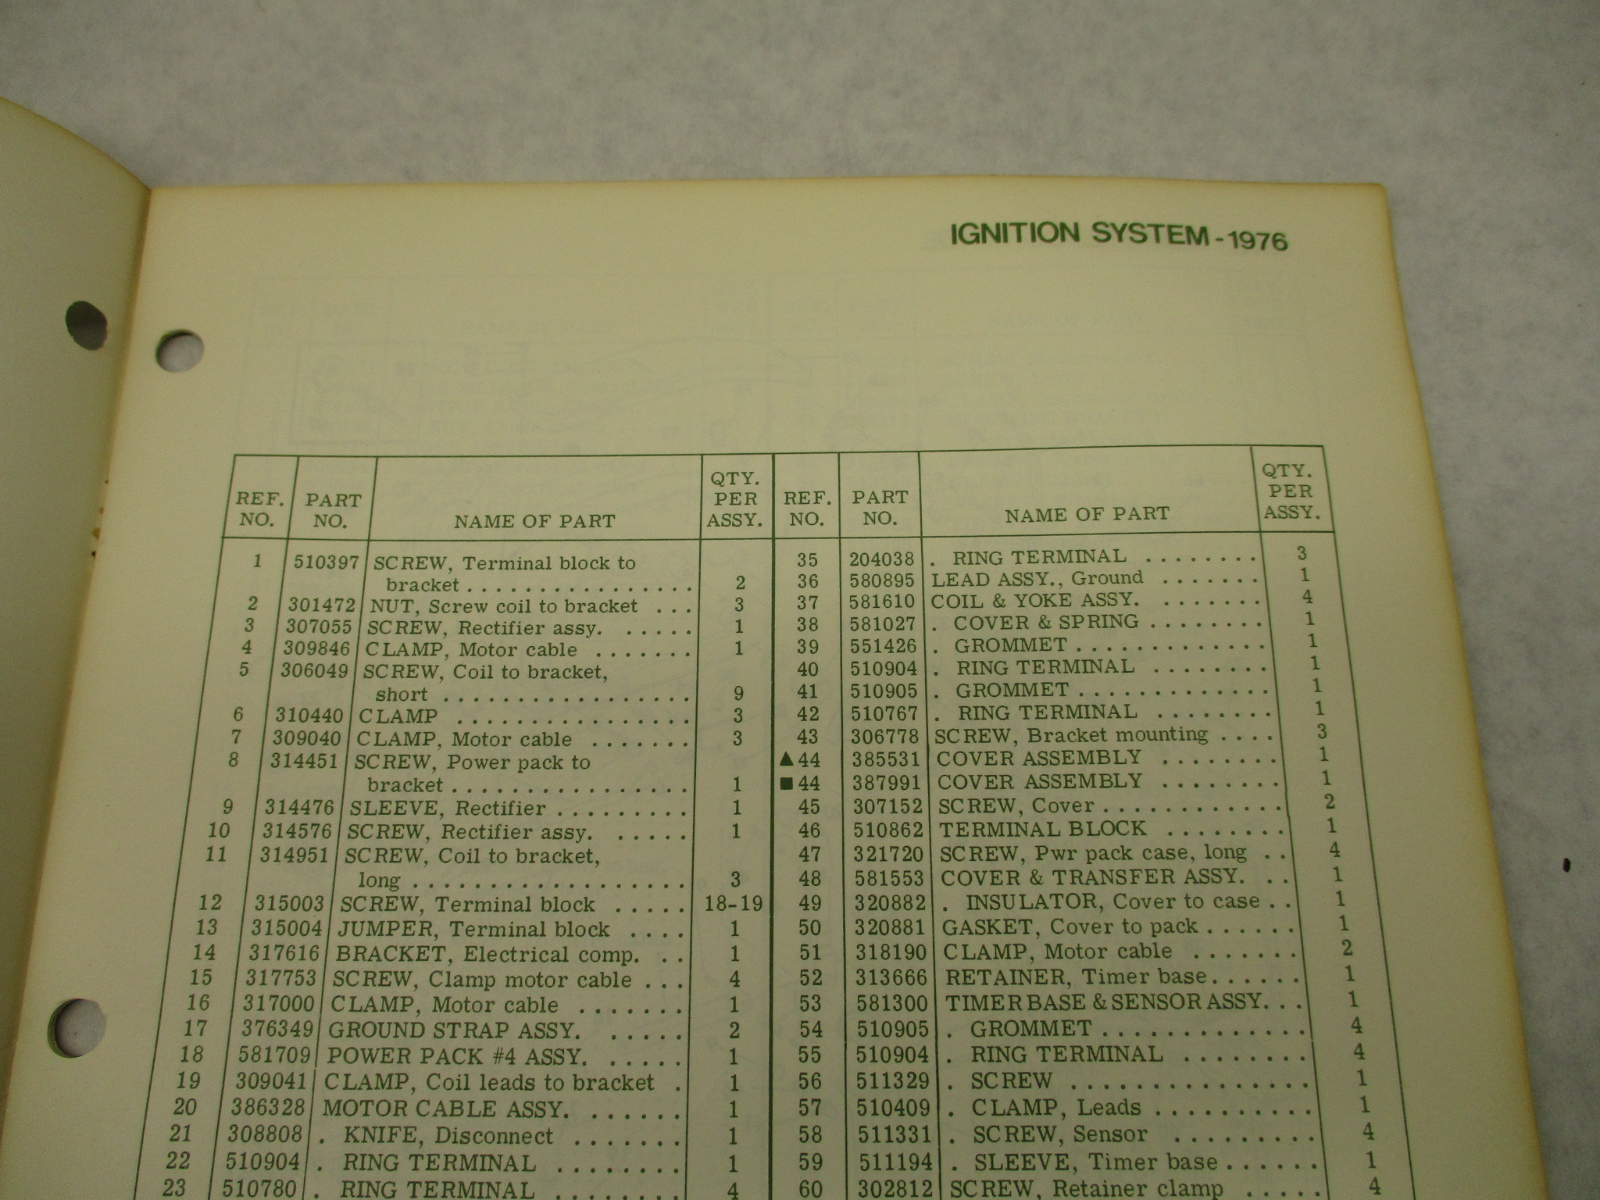 IGNITION SYSTEM-1976
REF. NO. PART NO. NAME OF PART QTY. PER ASSY.
1 510397 SCREW, Terminal block to
bracket . . . . . . . . . . . . . . . . 2
2 301472 NUT, Screw coil to bracket . . . 3
3 307055 SCREW, Rectifier assy. . . . . . 1
4 309846 CLAMP, Motor cable . . . . . . . 1
5 306049 SCREW, Coil to bracket,
short . . . . . . . . . . . . . . . . . 9
6 310440 CLAMP . . . . . . . . . . . . . . . . 3
7 309040 CLAMP, Motor cable . . . . . . . 3
8 314451 SCREW, Power pack to
bracket . . . . . . . . . . . . . . . . 1
9 314476 SLEEVE, Rectifier . . . . . . . . . 1
10 314576 SCREW, Rectifier assy. . . . . . 1
11 314951 SCREW, Coil to bracket,
long . . . . . . . . . . . . . . . . . . 3
12 315003 SCREW, Terminal block . . . . . 18-19
13 315004 JUMPER, Terminal block . . . . 1
14 317616 BRACKET, Electrical comp. . . 1
15 317753 SCREW, Clamp motor cable . . . 4
16 317000 CLAMP, Motor cable . . . . . . . 1
17 376349 GROUND STRAP ASSY. . . . . . 2
18 581709 POWER PACK #4 ASSY. . . . . . 1
19 309041 CLAMP, Coil leads to bracket . 1
20 386328 MOTOR CABLE ASSY. . . . . . . 1
21 308808 . KNIFE, Disconnect . . . . . . . 1
22 510904 . RING TERMINAL . . . . . . . . 1
23 510780 . RING TERMINAL . . . . . . . . 4
REF. NO. PART NO. NAME OF PART QTY. PER ASSY.
35 204038 . RING TERMINAL . . . . . . . . 3
36 580895 LEAD ASSY., Ground . . . . . . . 1
37 581610 COIL & YOKE ASSY. . . . . . . . 4
38 581027 . COVER & SPRING . . . . . . . . 1
39 551426 . GROMMET . . . . . . . . . . . . . 1
40 510904 . RING TERMINAL . . . . . . . . 1
41 510905 . GROMMET . . . . . . . . . . . . . 1
42 510767 . RING TERMINAL . . . . . . . . 1
43 306778 SCREW, Bracket mounting . . . . 3
▲44 385531 COVER ASSEMBLY . . . . . . . . 1
■44 387991 COVER ASSEMBLY . . . . . . . . 1
45 307152 SCREW, Cover . . . . . . . . . . . . 2
46 510862 TERMINAL BLOCK . . . . . . . . 1
47 321720 SCREW, Pwr pack case, long . . 4
48 581553 COVER & TRANSFER ASSY. . . 1
49 320882 . INSULATOR, Cover to case . . 1
50 320881 GASKET, Cover to pack . . . . . . 1
51 318190 CLAMP, Motor cable . . . . . . . 2
52 313666 RETAINER, Timer base . . . . . . 1
53 581300 TIMER BASE & SENSOR ASSY. . . 1
54 510905 . GROMMET . . . . . . . . . . . . . 4
55 510904 . RING TERMINAL . . . . . . . . 4
56 511329 . SCREW . . . . . . . . . . . . . . . 1
57 510409 . CLAMP, Leads . . . . . . . . . . 1
58 511331 . SCREW, Sensor . . . . . . . . . 4
59 511194 . SLEEVE, Timer base . . . . . . 1
60 302812 SCREW, Retainer clamp . . . . . 4